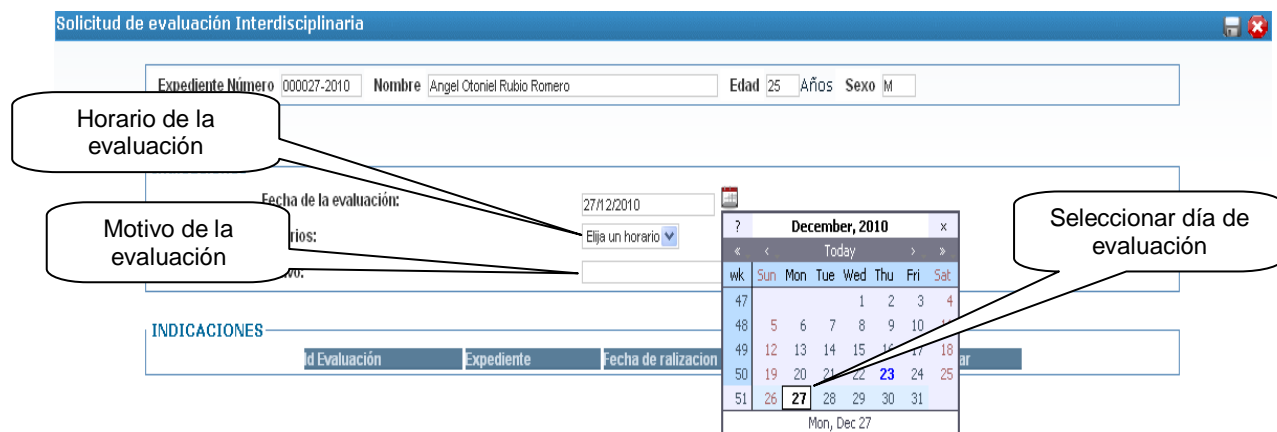 Solicitud de evaluación Interdisciplinaria
Expediente Número 000027-2010 Nombre Angel Otoniel Rubio Romero Edad 25 Años Sexo M
Horario de la
evaluación
Fecha de la evaluación: 27/12/2010
Motivo de la
evaluación
rios: Elija un horario
vo:
Seleccionar día de
evaluación
? December, 2010 x
« ‹ Today › »
wk Sun Mon Tue Wed Thu Fri Sat
47 1 2 3 4
48 5 6 7 8 9 10
49 12 13 14 15 16 17 18
50 19 20 21 22 23 24 25
51 26 27 28 29 30 31
Mon, Dec 27
INDICACIONES
Id Evaluación Expediente Fecha de ralizacion ar